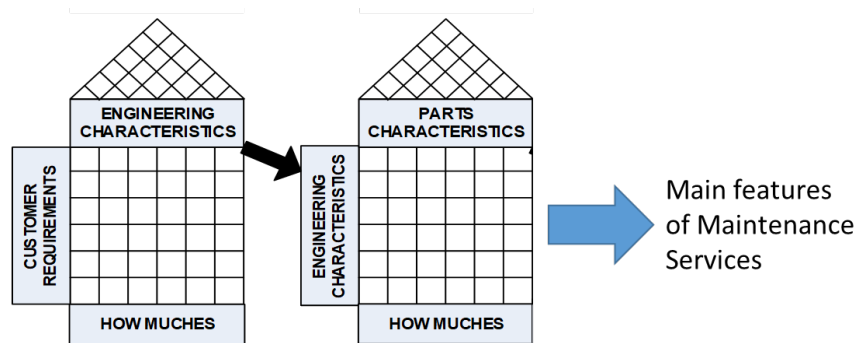 ENGINEERING
CHARACTERISTICS
CUSTOMER
REQUIREMENTS
HOW MUCHES
PARTS
CHARACTERISTICS
ENGINEERING
CHARACTERISTICS
HOW MUCHES
Main features
of Maintenance
Services